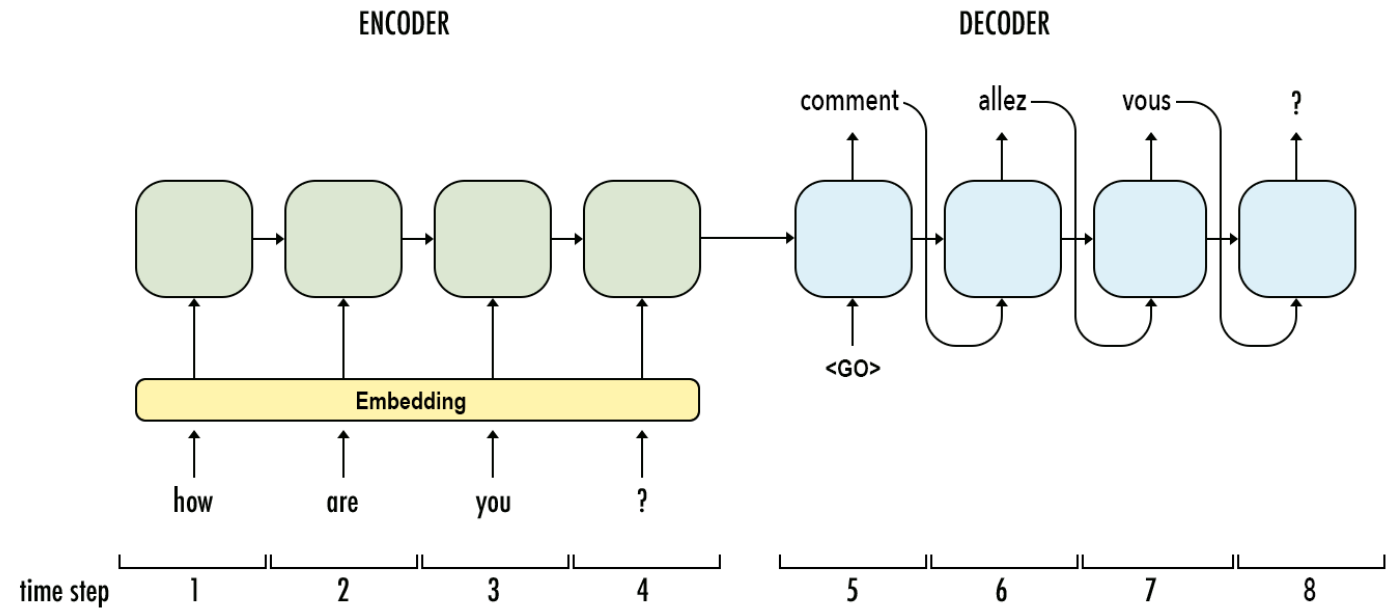 ENCODER DECODER
comment allez vous ?
<GO>
Embedding
how are you ?
time step 1 2 3 4 5 6 7 8